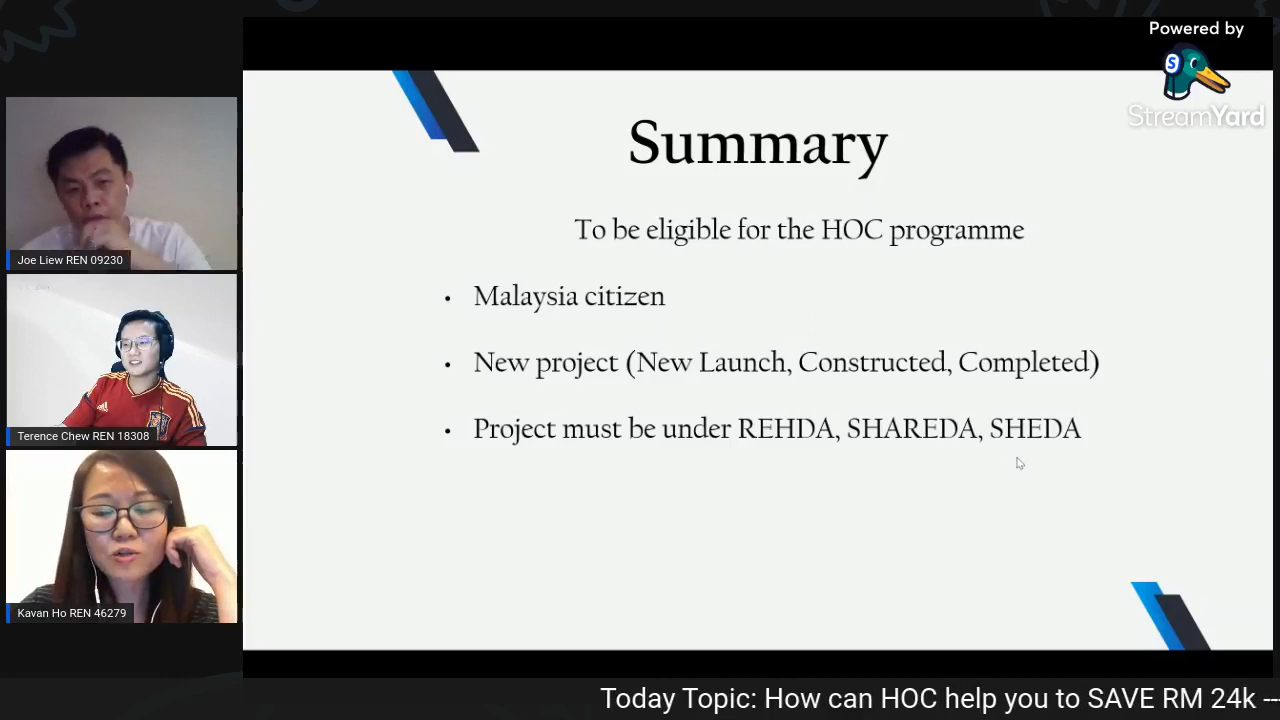 Powered by
StreamYard
Summary
To be eligible for the HOC programme
• Malaysia citizen
• New project (New Launch, Constructed, Completed)
• Project must be under REHDA, SHAREDA, SHEDA
Joe Liew REN 09230
Terence Chew REN 18308
Kavan Ho REN 46279
Today Topic: How can HOC help you to SAVE RM 24k --